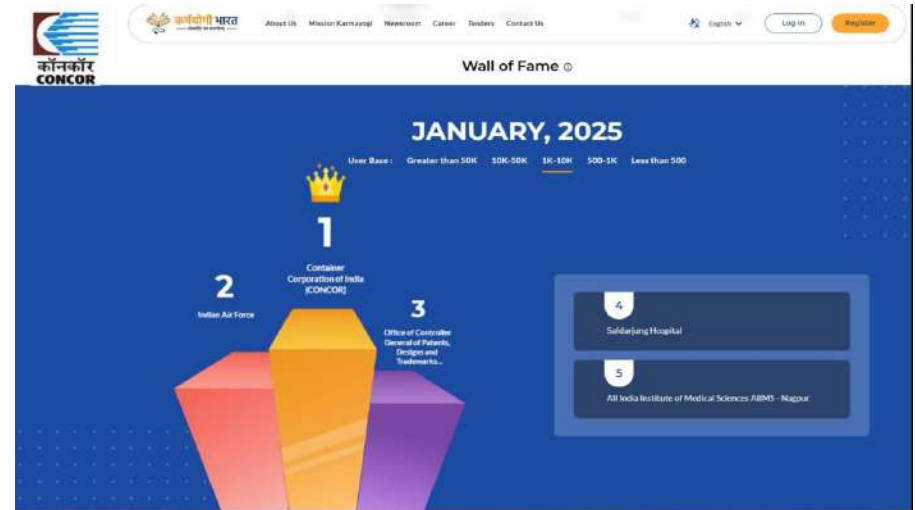 कॉनकॉर
CONCOR
कर्मयोगी भारत
About Us Mission Karmayogi Newsroom Career Tenders Contact Us
English
Log In
Register
Wall of Fame
JANUARY, 2025
User Base : Greater than 50K 10K-50K 1K-10K 500-1K Less than 500
1
Container
Corporation of India
(CONCOR)
2
Indian Air Force
3
Office of Controller
General of Patents,
Designs and
Trademarks...
4
Safdarjung Hospital
5
All India Institute of Medical Sciences AIIMS - Nagpur